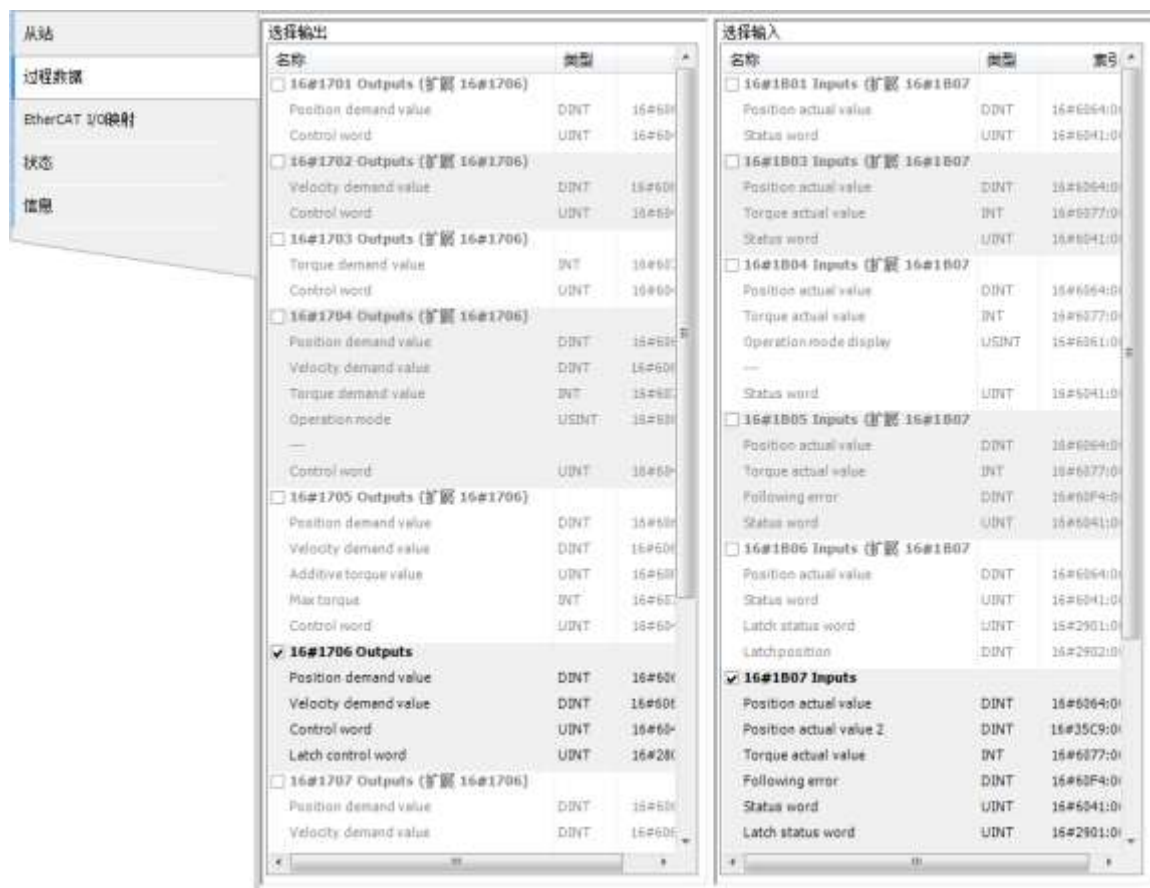 从站
过程数据
EtherCAT I/O映射
状态
信息
选择输出
名称 类型
16#1701 Outputs (扩展 16#1706)
Position demand value DINT
Control word UINT
16#1702 Outputs (扩展 16#1706)
Velocity demand value DINT
Control word UINT
16#1703 Outputs (扩展 16#1706)
Torque demand value INT
Control word UINT
16#1704 Outputs (扩展 16#1706)
Position demand value DINT
Velocity demand value DINT
Torque demand value INT
Operation mode USINT
---
Control word UINT
16#1705 Outputs (扩展 16#1706)
Position demand value DINT
Velocity demand value DINT
Additive torque value UINT
Max torque INT
Control word UINT
16#1706 Outputs
Position demand value DINT
Velocity demand value DINT
Control word UINT
Latch control word UINT 16#280
16#1707 Outputs (扩展 16#1706)
Position demand value DINT
Velocity demand value DINT
选择输入
名称 类型 索引
16#1B01 Inputs (扩展 16#1B07
Position actual value DINT 16#6064:0
Status word UINT 16#6041:0
16#1B03 Inputs (扩展 16#1B07
Position actual value DINT 16#6064:0
Torque actual value INT 16#6077:0
Status word UINT 16#6041:0
16#1B04 Inputs (扩展 16#1B07
Position actual value DINT 16#6064:0
Torque actual value INT 16#6077:0
Operation mode display USINT 16#6061:0
---
Status word UINT 16#6041:0
16#1B05 Inputs (扩展 16#1B07
Position actual value DINT 16#6064:0
Torque actual value INT 16#6077:0
Following error DINT 16#60F4:0
Status word UINT 16#6041:0
16#1B06 Inputs (扩展 16#1B07
Position actual value DINT 16#6064:0
Status word UINT 16#6041:0
Latch status word UINT 16#2901:0
Latch position DINT 16#2902:0
16#1B07 Inputs
Position actual value DINT 16#6064:0
Position actual value 2 DINT 16#35C9:0
Torque actual value INT 16#6077:0
Following error DINT 16#60F4:0
Status word UINT 16#6041:0
Latch status word UINT 16#2901:0